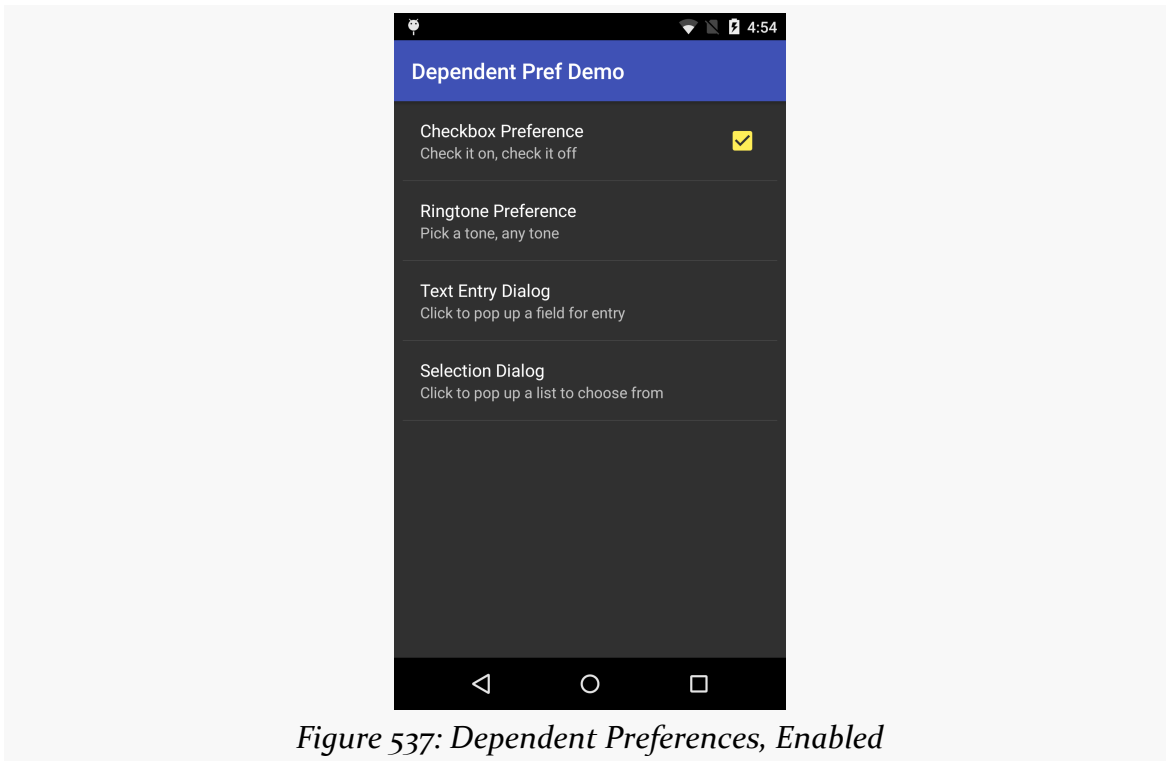 4:54
Dependent Pref Demo
Checkbox Preference
Check it on, check it off
Ringtone Preference
Pick a tone, any tone
Text Entry Dialog
Click to pop up a field for entry
Selection Dialog
Click to pop up a list to choose from
Figure 537: Dependent Preferences, Enabled